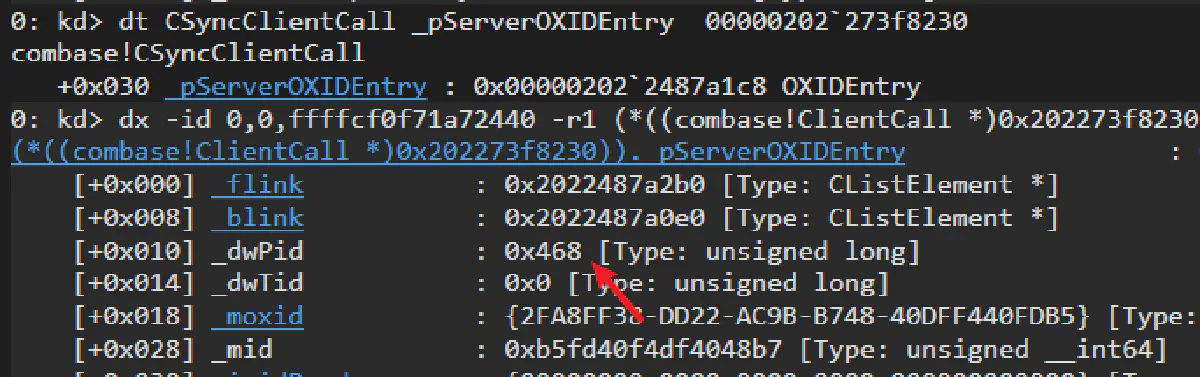 0: kd> dt CSyncClientCall _pServerOXIDEntry  00000202`273f8230
combase!CSyncClientCall
   +0x030 _pServerOXIDEntry : 0x00000202`2487a1c8 OXIDEntry
0: kd> dx -id 0,0,ffffcf0f71a72440 -r1 (*((combase!ClientCall *)0x202273f8230
(*((combase!ClientCall *)0x202273f8230))._pServerOXIDEntry                 :
    [+0x000] _flink           : 0x2022487a2b0 [Type: CListElement *]
    [+0x008] _blink           : 0x2022487a0e0 [Type: CListElement *]
    [+0x010] _dwPid           : 0x468 [Type: unsigned long]
    [+0x014] _dwTid           : 0x0 [Type: unsigned long]
    [+0x018] _moxid           : {2FA8FF38-DD22-AC9B-B748-40DFF440FDB5} [Type:
    [+0x028] _mid             : 0xb5fd40f4df4048b7 [Type: unsigned __int64]